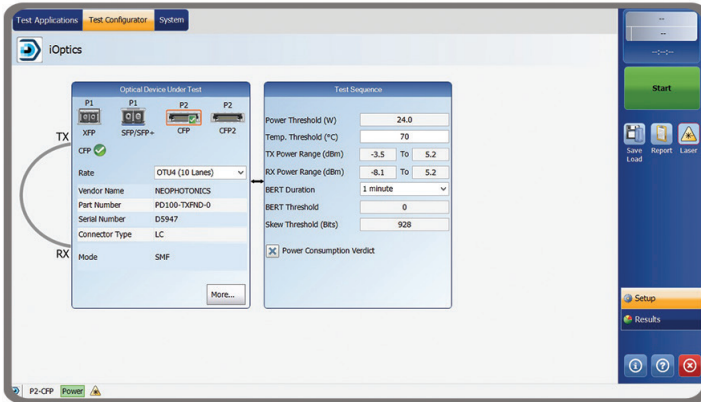 Test Applications Test Configurator System
iOptics
Optical Device Under Test
P1 P1 P2 P2
XFP SFP/SFP+ CFP CFP2
TX
CFP
Rate OTU4 (10 Lanes)
Vendor Name NEOPHOTONICS
Part Number PD100-TXFND-0
Serial Number D5947
Connector Type LC
RX
Mode SMF
More...
Test Sequence
Power Threshold (W) 24.0
Temp. Threshold (°C) 70
TX Power Range (dBm) -3.5 To 5.2
RX Power Range (dBm) -8.1 To 5.2
BERT Duration 1 minute
BERT Threshold 0
Skew Threshold (Bits) 928
Power Consumption Verdict
--
--
--:--:--
Start
Save Load Report Laser
Setup
Results
P2-CFP Power